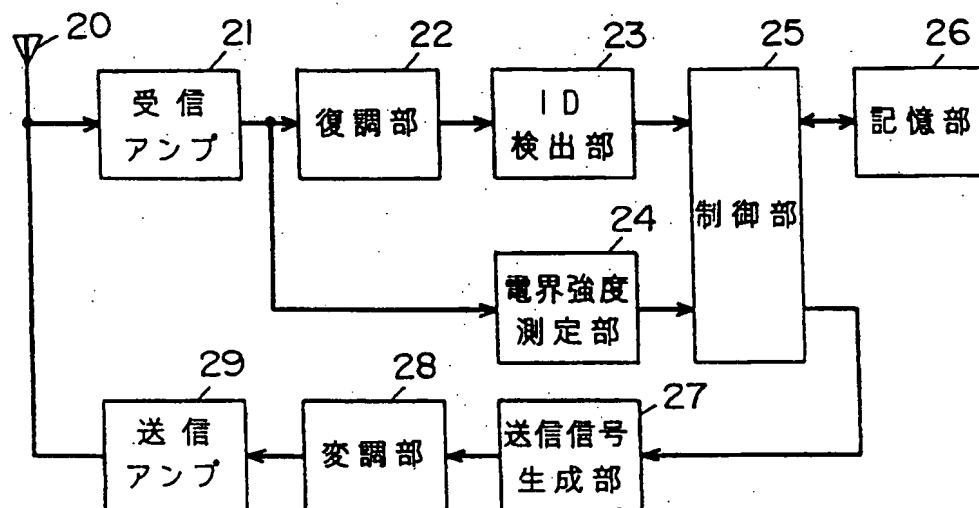 20
21
22
23
25
26
受信
アンプ
復調部
ID
検出部
制御部
記憶部
24
電界強度
測定部
29
28
27
送信
アンプ
変調部
送信信号
生成部